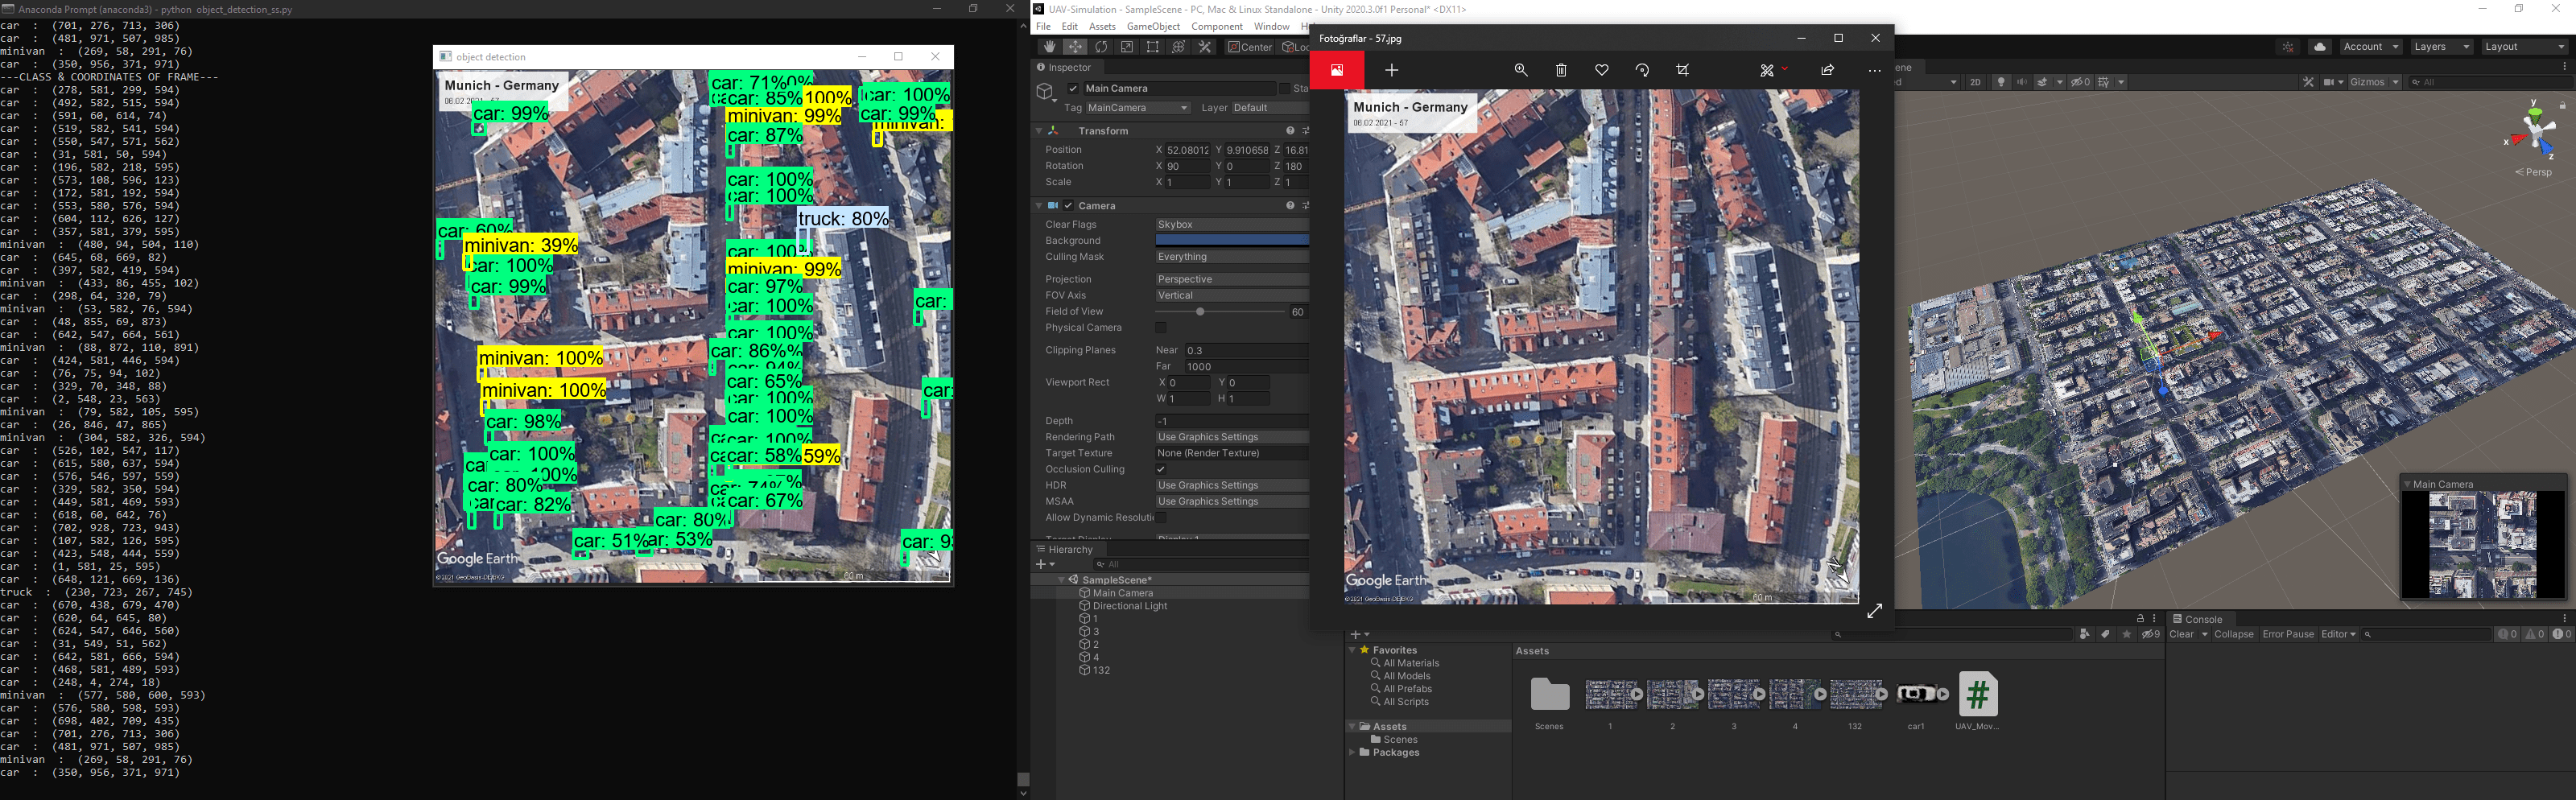 Anaconda Prompt (anaconda3) - python object_detection_ss.py
car : (701, 276, 713, 306)
car : (481, 971, 507, 985)
minivan : (269, 58, 291, 76)
car : (350, 956, 371, 971)
---CLASS & COORDINATES OF FRAME---
car : (278, 581, 299, 594)
car : (492, 582, 515, 594)
car : (591, 60, 614, 74)
car : (519, 582, 541, 594)
car : (550, 547, 571, 562)
car : (31, 581, 50, 594)
car : (196, 582, 218, 595)
car : (573, 108, 596, 123)
car : (172, 581, 192, 594)
car : (553, 580, 576, 594)
car : (604, 112, 626, 127)
car : (357, 581, 379, 595)
minivan : (480, 94, 504, 110)
car : (645, 68, 669, 82)
car : (397, 582, 419, 594)
minivan : (433, 86, 455, 102)
car : (298, 64, 320, 79)
minivan : (53, 582, 76, 594)
car : (48, 855, 69, 873)
car : (642, 547, 664, 561)
minivan : (88, 872, 110, 891)
car : (424, 581, 446, 594)
car : (76, 75, 94, 102)
car : (329, 70, 348, 88)
car : (2, 548, 23, 563)
minivan : (79, 582, 105, 595)
car : (26, 846, 47, 865)
minivan : (304, 582, 326, 594)
car : (526, 102, 547, 117)
car : (615, 580, 637, 594)
car : (576, 546, 597, 559)
car : (329, 582, 350, 594)
car : (449, 581, 469, 593)
car : (618, 60, 642, 76)
car : (702, 928, 723, 943)
car : (107, 582, 126, 595)
car : (423, 548, 444, 559)
car : (1, 581, 25, 595)
car : (648, 121, 669, 136)
truck : (230, 723, 267, 745)
car : (670, 438, 679, 470)
car : (620, 64, 645, 80)
car : (624, 547, 646, 560)
car : (31, 549, 51, 562)
car : (642, 581, 666, 594)
car : (468, 581, 489, 593)
car : (248, 4, 274, 18)
minivan : (577, 580, 600, 593)
car : (576, 580, 598, 593)
car : (698, 402, 709, 435)
car : (701, 276, 713, 306)
car : (481, 971, 507, 985)
minivan : (269, 58, 291, 76)
car : (350, 956, 371, 971)
object detection
Munich - Germany
06.02.2021 - 57
car: 99%
car: 71%
car: 85%
100%
minivan: 99%
car: 87%
car: 100%
car: 99%
minivan:
car: 100%
car: 100%
truck: 80%
car: 60%
minivan: 39%
car: 100%
car: 99%
car: 100%
minivan: 99%
car: 97%
car: 100%
car:
car: 100%
minivan: 100%
car: 86%
minivan: 100%
car: 65%
car: 100%
car: 100%
car:
car: 98%
car: 100%
car: 58%
59%
car: 100%
car: 80%
car: 82%
car: 67%
car: 80%
car: 51%
car: 53%
Google Earth
60 m
UAV-Simulation - SampleScene - PC, Mac & Linux Standalone - Unity 2020.3.0f1 Personal* <DX11>
File Edit Assets GameObject Component Window
Center
Inspector
Main Camera
Tag MainCamera Layer Default
Transform
Position X 52.08012 Y 9.910658 Z 16.81
Rotation X 90 Y 0 Z 180
Scale X 1 Y 1 Z 1
Camera
Clear Flags Skybox
Background
Culling Mask Everything
Projection Perspective
FOV Axis Vertical
Field of View 60
Physical Camera
Clipping Planes Near 0.3
Far 1000
Viewport Rect X 0 Y 0
W 1 H 1
Depth -1
Rendering Path Use Graphics Settings
Target Texture None (Render Texture)
Occlusion Culling
HDR Use Graphics Settings
MSAA Use Graphics Settings
Allow Dynamic Resoluti
Hierarchy
All
SampleScene*
Main Camera
Directional Light
1
3
2
4
132
Fotoğraflar - 57.jpg
Munich - Germany
06.02.2021 - 57
Google Earth
60 m
Account Layers Layout
2D
Gizmos
All
y
x
z
Persp
Main Camera
Favorites
All Materials
All Models
All Prefabs
All Scripts
Assets
Scenes
Packages
9
Assets
Scenes 1 2 3 4 132 car1 UAV_Mov...
Console
Clear Collapse Error Pause Editor
0 0 0